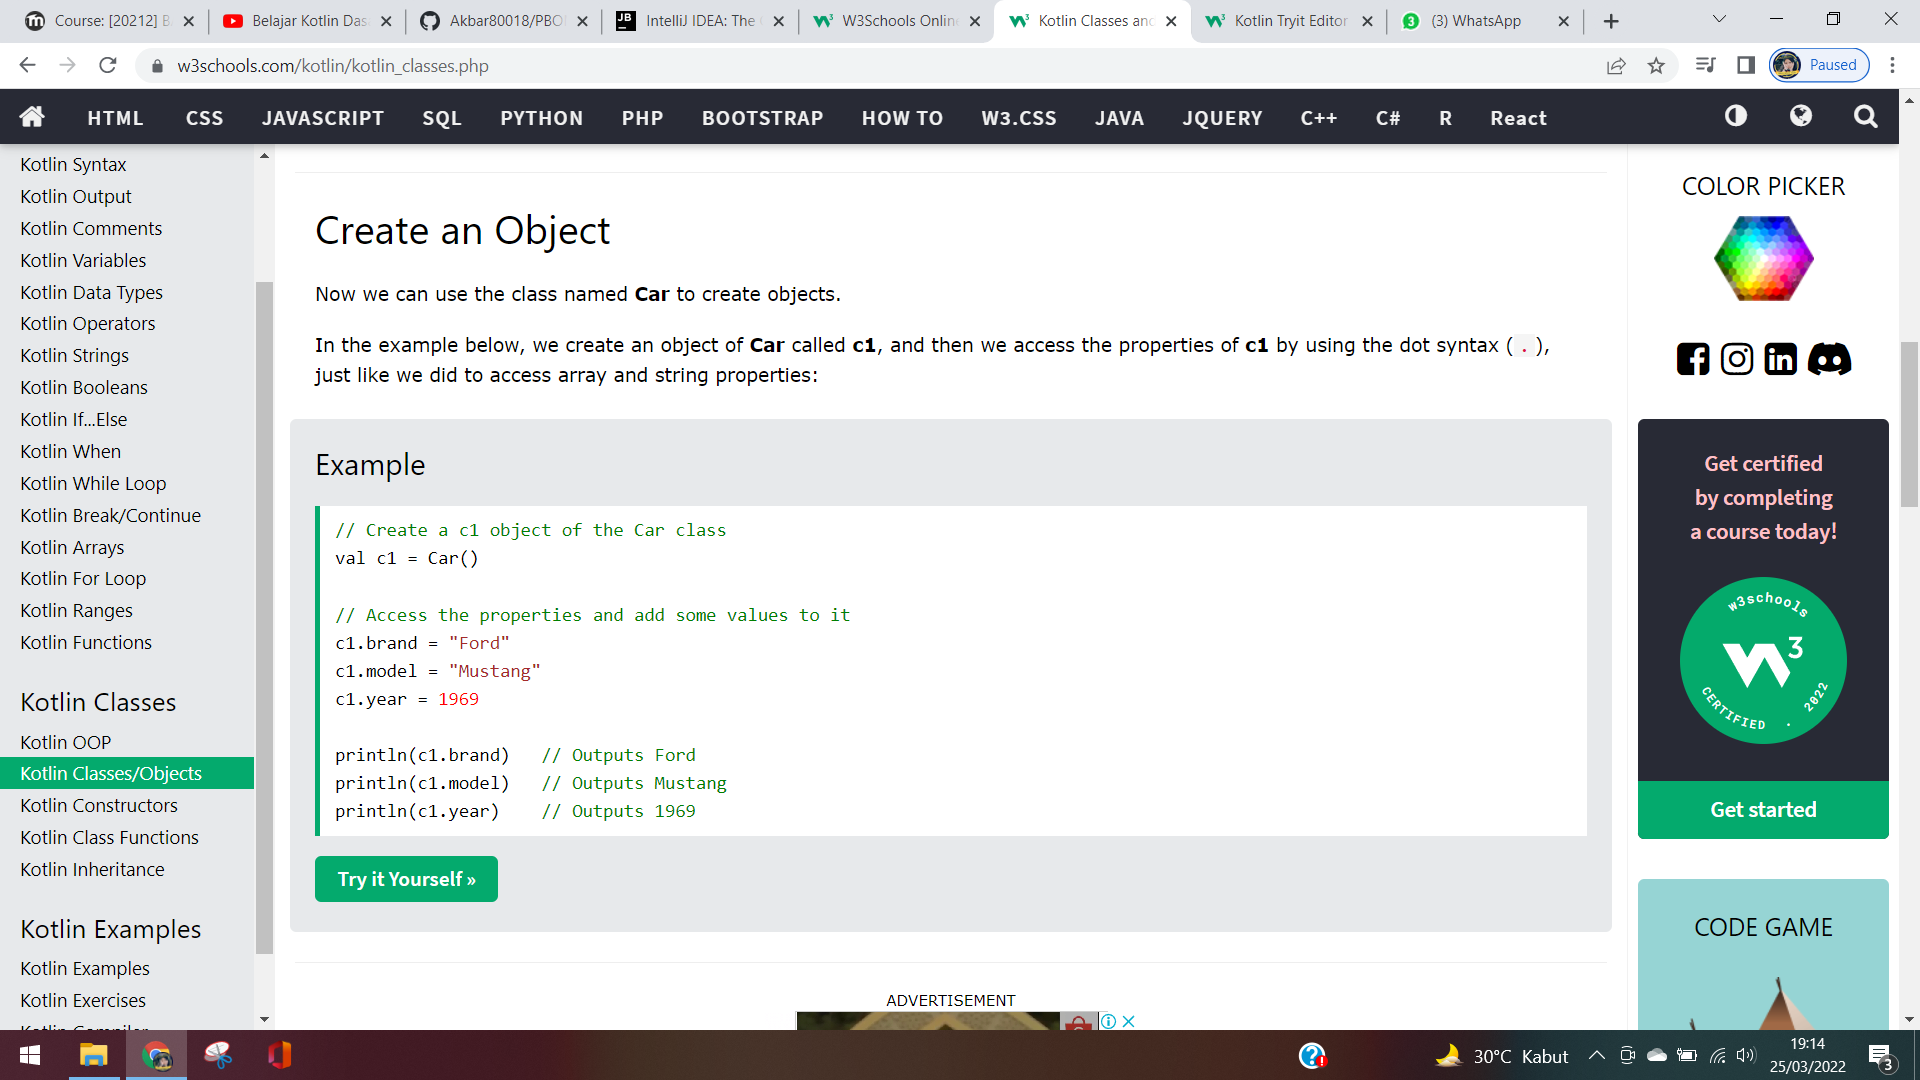 Course: [20212] B
Belajar Kotlin Das
Akbar80018/PBO
IntelliJ IDEA: The
W3Schools Onlin
Kotlin Classes and
Kotlin Tryit Editor
(3) WhatsApp
w3schools.com/kotlin/kotlin_classes.php
Paused
HTML CSS JAVASCRIPT SQL PYTHON PHP BOOTSTRAP HOW TO W3.CSS JAVA JQUERY C++ C# R React
Kotlin Syntax
Kotlin Output
Kotlin Comments
Kotlin Variables
Kotlin Data Types
Kotlin Operators
Kotlin Strings
Kotlin Booleans
Kotlin If...Else
Kotlin When
Kotlin While Loop
Kotlin Break/Continue
Kotlin Arrays
Kotlin For Loop
Kotlin Ranges
Kotlin Functions
Kotlin Classes
Kotlin OOP
Kotlin Classes/Objects
Kotlin Constructors
Kotlin Class Functions
Kotlin Inheritance
Kotlin Examples
Kotlin Examples
Kotlin Exercises
Kotlin Compiler
Create an Object
Now we can use the class named Car to create objects.
In the example below, we create an object of Car called c1, and then we access the properties of c1 by using the dot syntax (.),
just like we did to access array and string properties:
Example
// Create a c1 object of the Car class
val c1 = Car()
// Access the properties and add some values to it
c1.brand = "Ford"
c1.model = "Mustang"
c1.year = 1969
println(c1.brand)   // Outputs Ford
println(c1.model)   // Outputs Mustang
println(c1.year)    // Outputs 1969
Try it Yourself »
ADVERTISEMENT
COLOR PICKER
Get certified
by completing
a course today!
w3schools
3
CERTIFIED . 2022
Get started
CODE GAME
30°C Kabut
19:14
25/03/2022
3